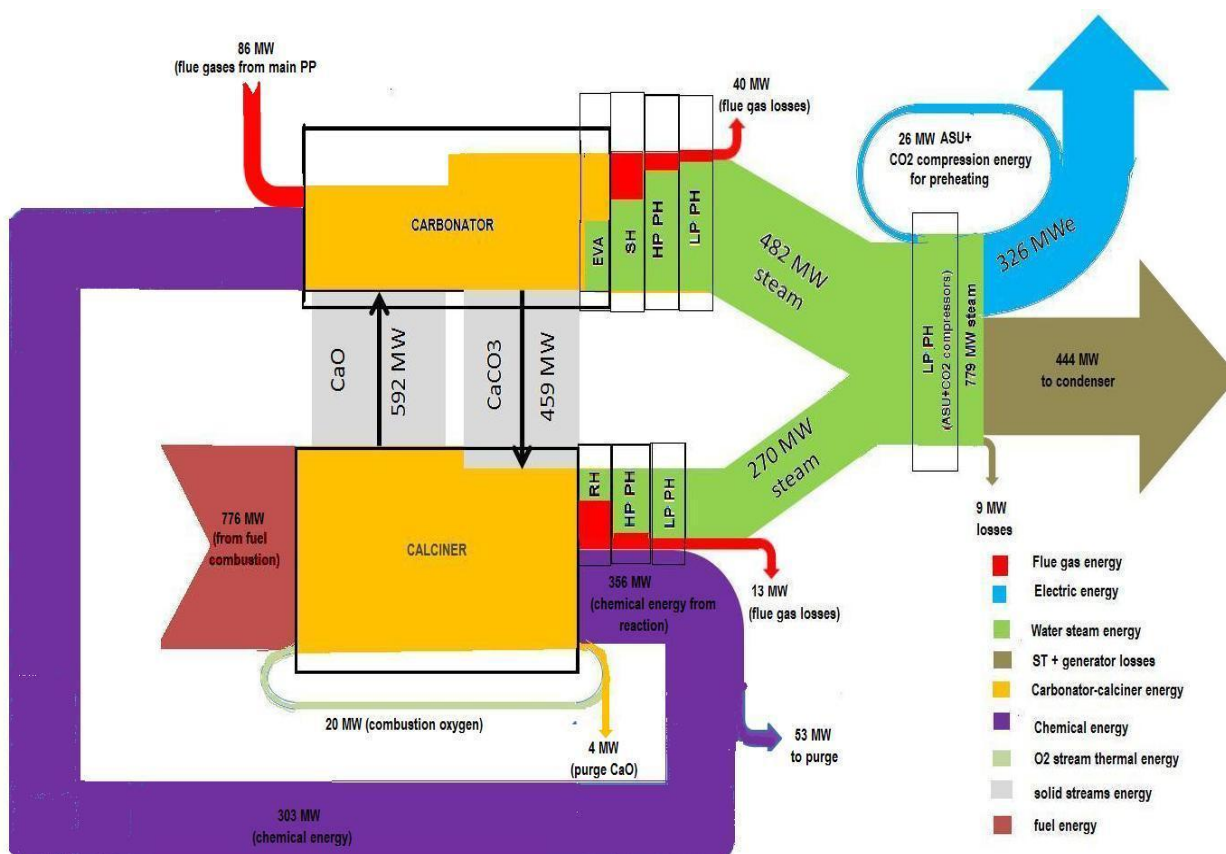 86 MW
(flue gases from main PP
40 MW
(flue gas losses)
26 MW ASU+
CO2 compression energy
for preheating
CARBONATOR
EVA
SH
HP PH
LP PH
482 MW
steam
326 MWe
LP PH
(ASU+CO2 compressors)
779 MW steam
444 MW
to condenser
CaO
592 MW
CaCO3
459 MW
270 MW
steam
RH
HP PH
LP PH
9 MW
losses
776 MW
(from fuel
combustion)
CALCINER
356 MW
(chemical energy from
reaction)
13 MW
(flue gas losses)
20 MW (combustion oxygen)
4 MW
(purge CaO)
53 MW
to purge
303 MW
(chemical energy)
Flue gas energy
Electric energy
Water steam energy
ST + generator losses
Carbonator-calciner energy
Chemical energy
O2 stream thermal energy
solid streams energy
fuel energy